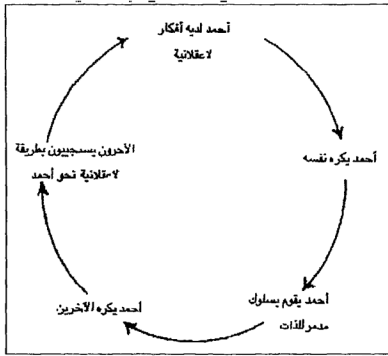 أحمد لديه أفكار
لاعقلانية
أحمد يكره نفسه
أحمد يقوم بسلوك
مدمر للذات
أحمد يكره الآخرين
الآخرون يستجيبون بطريقة
لاعقلانية نحو أحمد